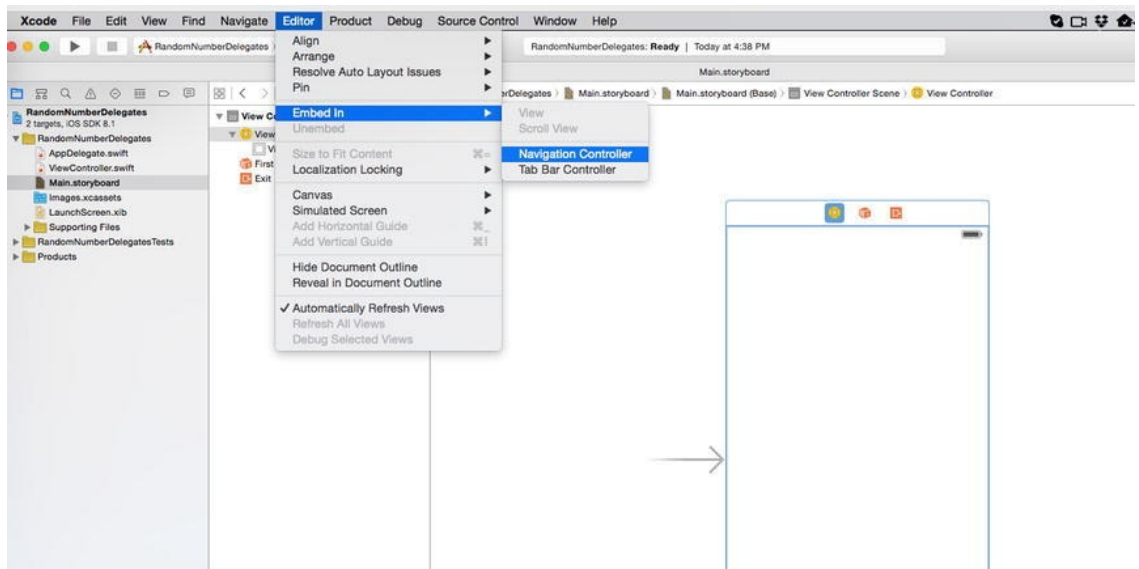 Xcode File Edit View Find Navigate Editor Product Debug Source Control Window Help
RandomNumberDelegates
RandomNumberDelegates: Ready | Today at 4:38 PM
Main.storyboard
Delegates Main.storyboard Main.storyboard (Base) View Controller Scene View Controller
RandomNumberDelegates
2 targets, iOS SDK 8.1
RandomNumberDelegates
AppDelegate.swift
ViewController.swift
Main.storyboard
Images.xcassets
LaunchScreen.xib
Supporting Files
RandomNumberDelegatesTests
Products
View Co
View
Vi
First
Exit
Align
Arrange
Resolve Auto Layout Issues
Pin
Embed In
Unembed
Size to Fit Content ⌘=
Localization Locking
Canvas
Simulated Screen
Add Horizontal Guide ⌘_
Add Vertical Guide ⌘|
Hide Document Outline
Reveal in Document Outline
✓ Automatically Refresh Views
Refresh All Views
Debug Selected Views
View
Scroll View
Navigation Controller
Tab Bar Controller